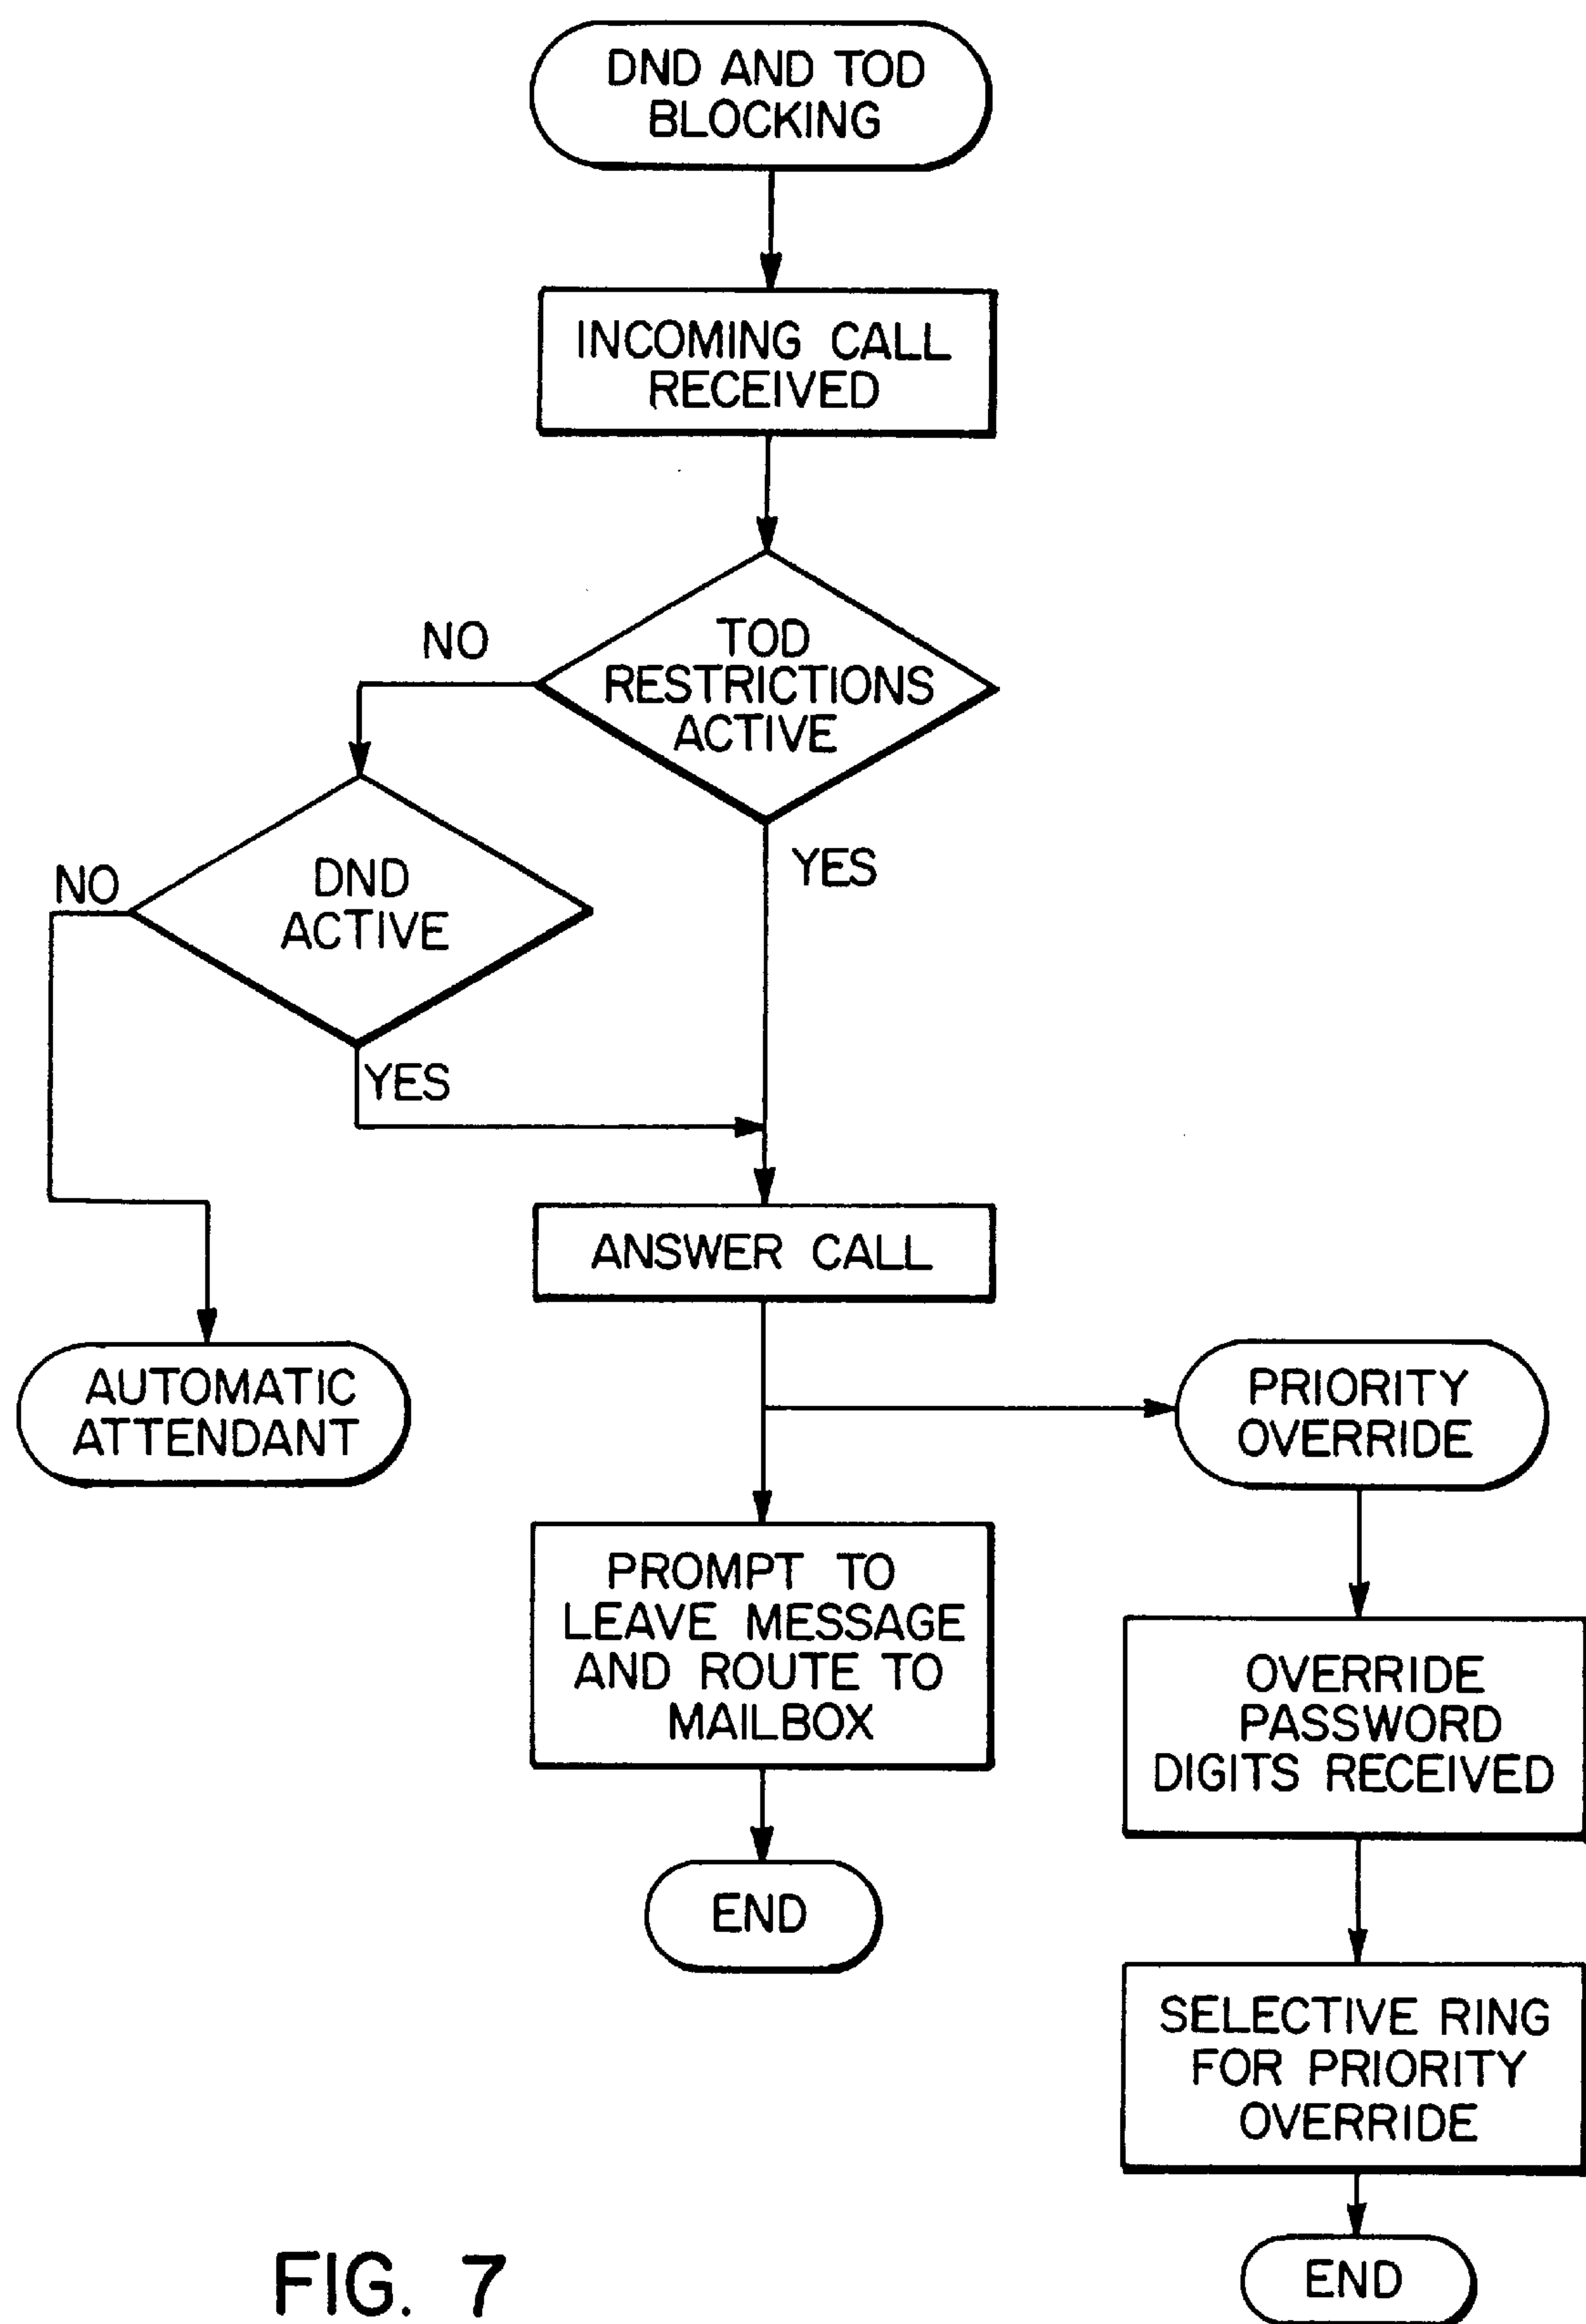 DND AND TOD
BLOCKING
INCOMING CALL
RECEIVED
NO
TOD
RESTRICTIONS
ACTIVE
YES
NO
DND
ACTIVE
YES
ANSWER CALL
AUTOMATIC
ATTENDANT
PRIORITY
OVERRIDE
PROMPT TO
LEAVE MESSAGE
AND ROUTE TO
MAILBOX
OVERRIDE
PASSWORD
DIGITS RECEIVED
END
SELECTIVE RING
FOR PRIORITY
OVERRIDE
END
FIG. 7